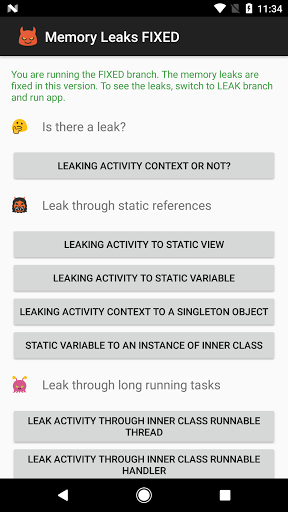 11:34
Memory Leaks FIXED
You are running the FIXED branch. The memory leaks are
fixed in this version. To see the leaks, switch to LEAK branch
and run app.
Is there a leak?
LEAKING ACTIVITY CONTEXT OR NOT?
Leak through static references
LEAKING ACTIVITY TO STATIC VIEW
LEAKING ACTIVITY TO STATIC VARIABLE
LEAKING ACTIVITY CONTEXT TO A SINGLETON OBJECT
STATIC VARIABLE TO AN INSTANCE OF INNER CLASS
Leak through long running tasks
LEAK ACTIVITY THROUGH INNER CLASS RUNNABLE
THREAD
LEAK ACTIVITY THROUGH INNER CLASS RUNNABLE
HANDLER